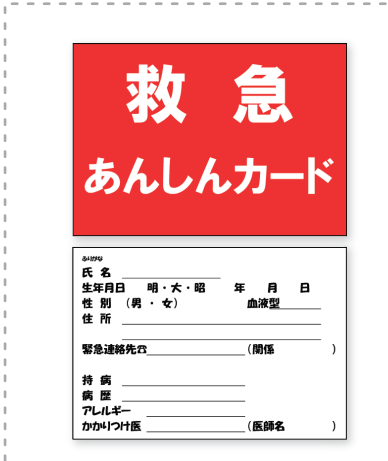 救 急
あんしんカード
ふりがな
氏 名
生年月日 明・大・昭 年 月 日
性 別 (男 ・ 女) 血液型
住 所
緊急連絡先☎ (関係 )
持 病
病 歴
アレルギー
かかりつけ医 (医師名 )